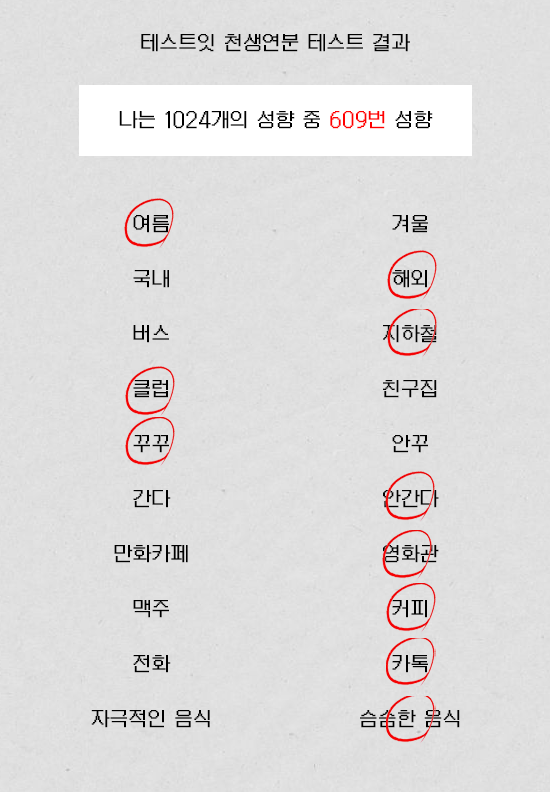 테스트잇 천생연분 테스트 결과
나는 1024개의 성향 중 609번 성향
여름 겨울
국내 해외
버스 지하철
클럽 친구집
꾸꾸 안꾸
간다 안간다
만화카페 영화관
맥주 커피
전화 카톡
자극적인 음식 슴슴한 음식